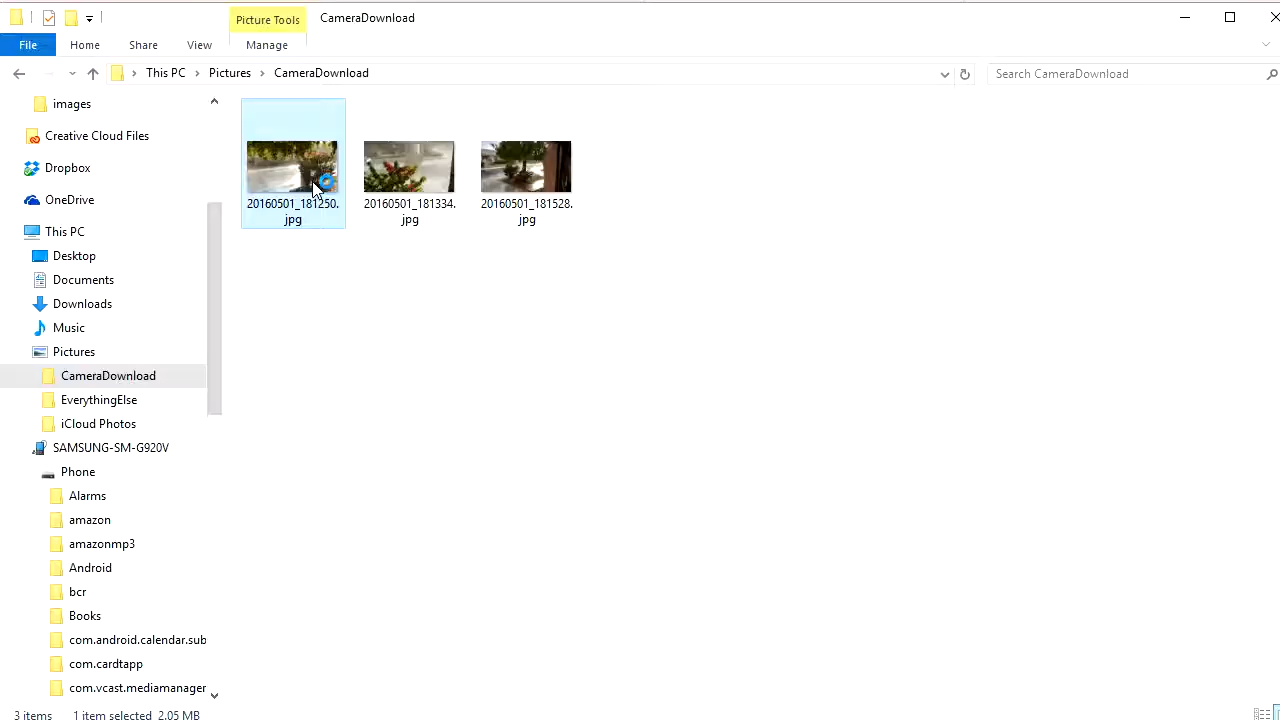 Picture Tools
CameraDownload
File
Home
Share
View
Manage
This PC
Pictures
CameraDownload
Search CameraDownload
images
Creative Cloud Files
Dropbox
OneDrive
This PC
Desktop
Documents
Downloads
Music
Pictures
CameraDownload
EverythingElse
iCloud Photos
SAMSUNG-SM-G920V
Phone
Alarms
amazon
amazonmp3
Android
bcr
Books
com.android.calendar.sub
com.cardtapp
com.vcast.mediamanager
20160501_181250.
jpg
20160501_181334.
jpg
20160501_181528.
jpg
3 items
1 item selected 2.05 MB